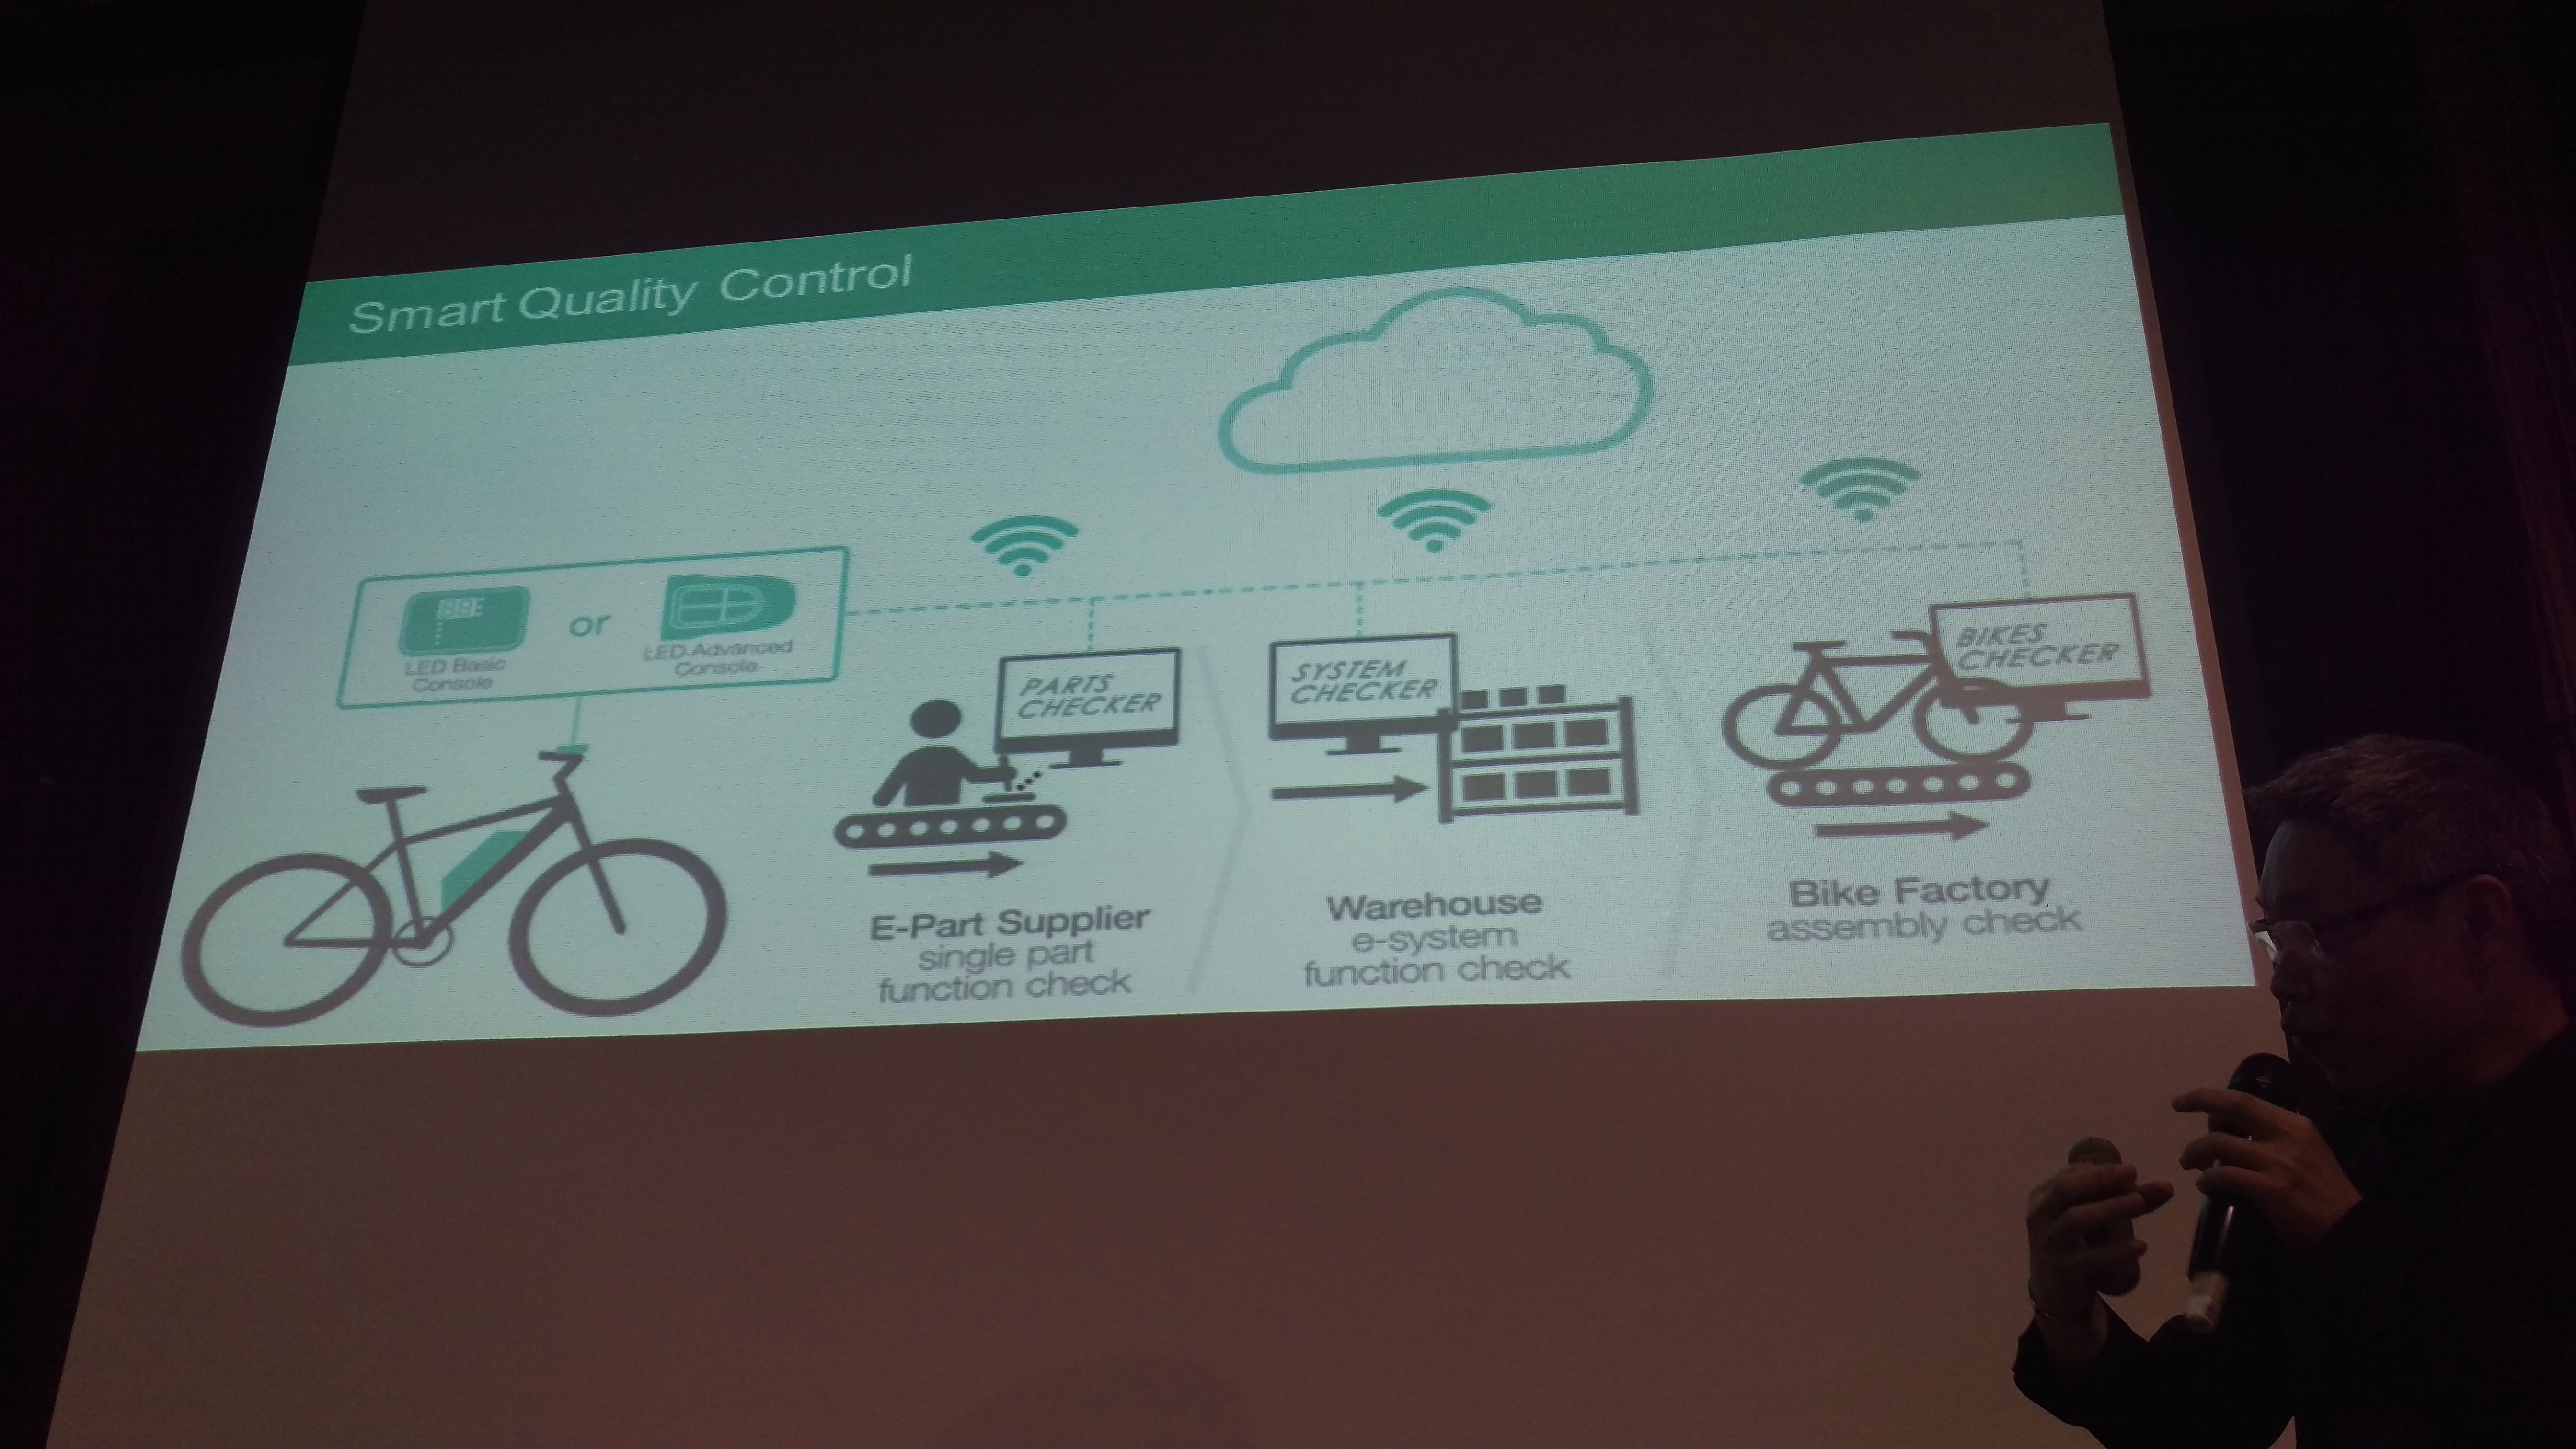 Smart Quality Control
LED Basic
Console
or
LED Advanced
Console
PARTS
CHECKER
SYSTEM
CHECKER
BIKES
CHECKER
E-Part Supplier
single part
function check
Warehouse
e-system
function check
Bike Factory
assembly check